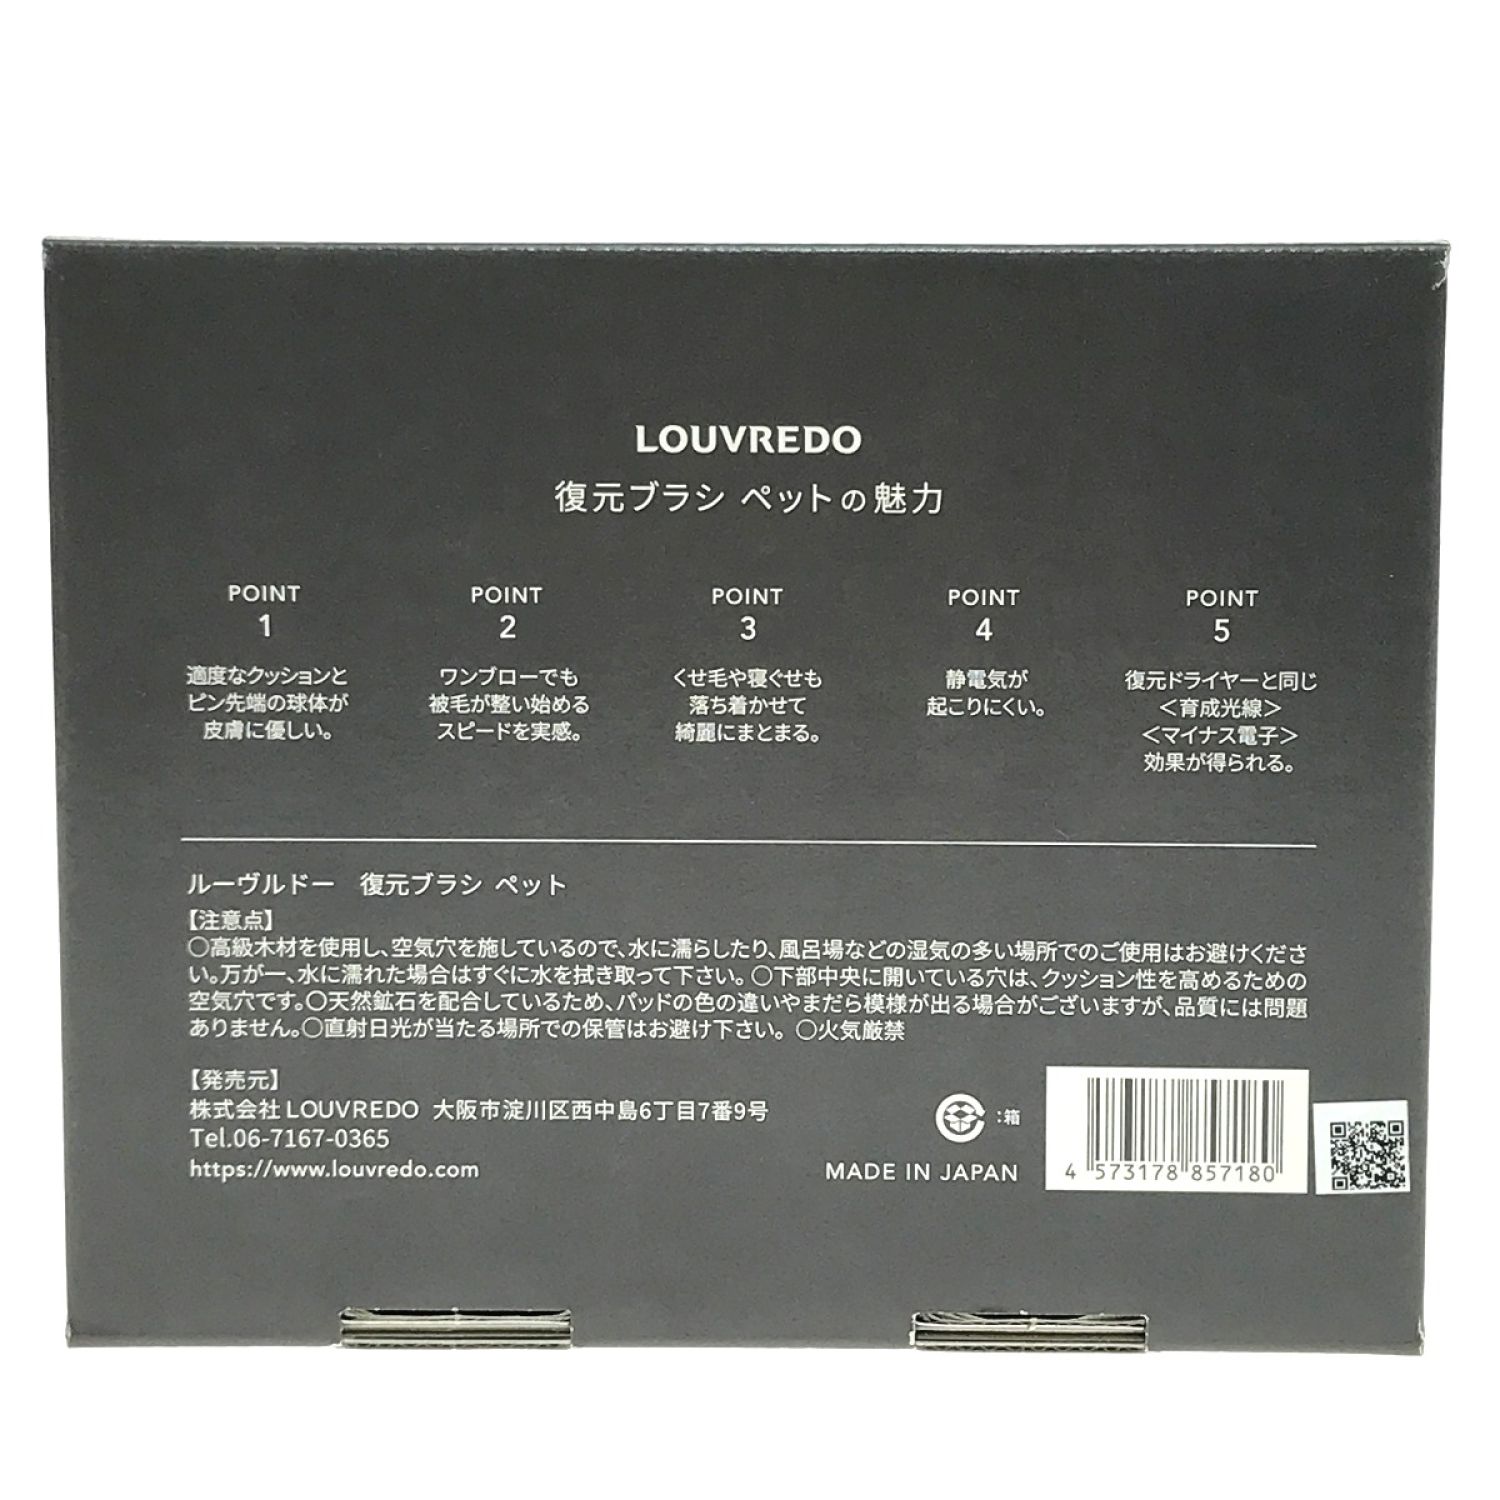 LOUVREDO
復元ブラシ ペットの魅力
POINT
1
適度なクッションと
ピン先端の球体が
皮膚に優しい。
POINT
2
ワンブローでも
被毛が整い始める
スピードを実感。
POINT
3
くせ毛や寝ぐせも
落ち着かせて
綺麗にまとまる。
POINT
4
静電気が
起こりにくい。
POINT
5
復元ドライヤーと同じ
＜育成光線＞
＜マイナス電子＞
効果が得られる。
ルーヴルドー　復元ブラシ ペット
【注意点】
○高級木材を使用し、空気穴を施しているので、水に濡らしたり、風呂場などの湿気の多い場所でのご使用はお避けくださ
い。万が一、水に濡れた場合はすぐに水を拭き取って下さい。○下部中央に開いている穴は、クッション性を高めるための
空気穴です。○天然鉱石を配合しているため、パッドの色の違いやまだら模様が出る場合がございますが、品質には問題
ありません。○直射日光が当たる場所での保管はお避け下さい。○火気厳禁
【発売元】
株式会社 LOUVREDO 大阪市淀川区西中島6丁目7番9号
Tel.06-7167-0365
https://www.louvredo.com
:箱
MADE IN JAPAN
4 573178 857180